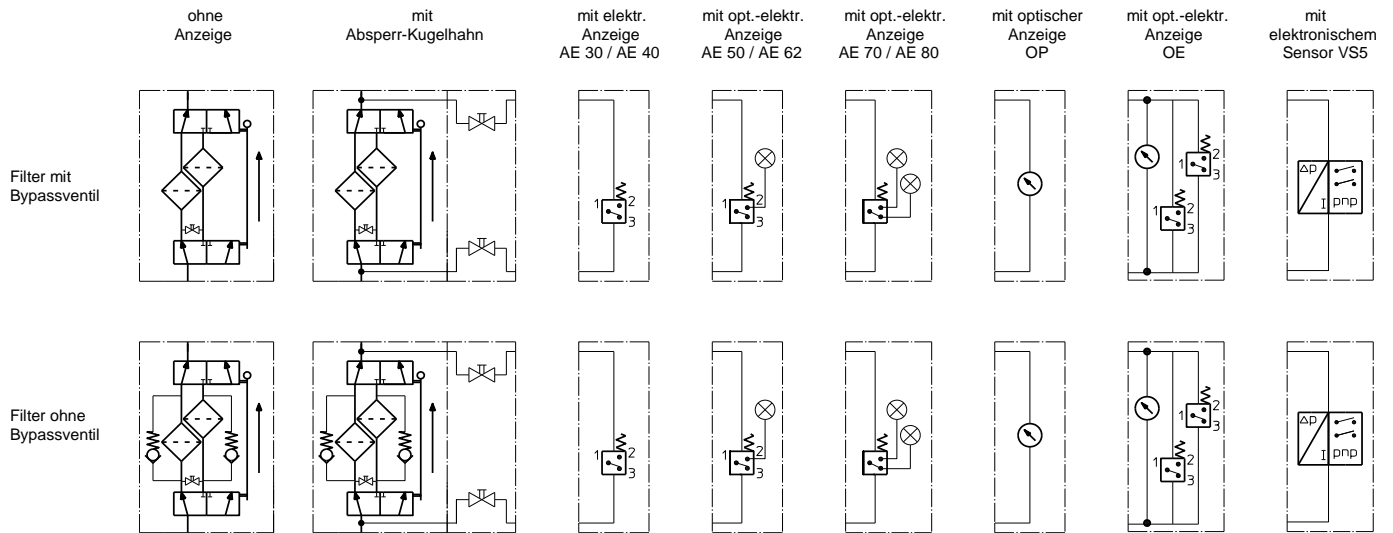 ohne
Anzeige
mit
Absperr-Kugelhahn
mit elektr.
Anzeige
AE 30 / AE 40
mit opt.-elektr.
Anzeige
AE 50 / AE 62
mit opt.-elektr.
Anzeige
AE 70 / AE 80
mit optischer
Anzeige
OP
mit opt.-elektr.
Anzeige
OE
mit
elektronischem
Sensor VS5
Filter mit
Bypassventil
1 2
3
1 2
3
1 2
3
1 2
3
Δp
I
pnp
Filter ohne
Bypassventil
1 2
3
1 2
3
1 2
3
1 2
3
Δp
I
pnp